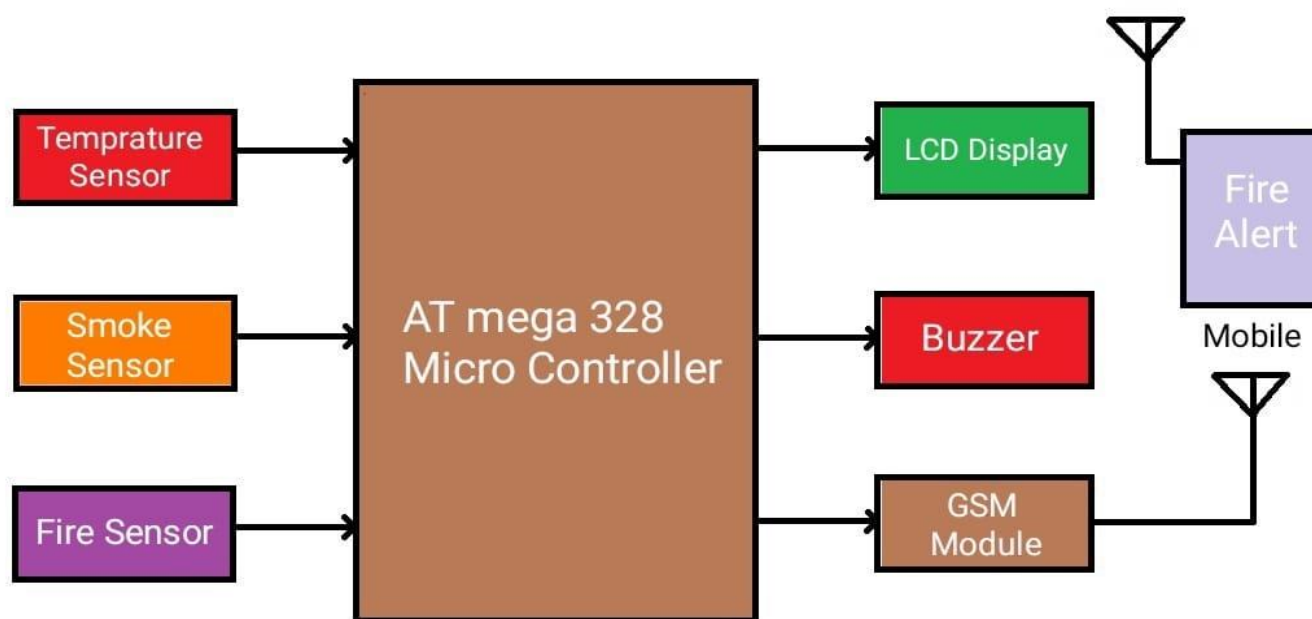 Temprature
Sensor
Smoke
Sensor
Fire Sensor
AT mega 328
Micro Controller
LCD Display
Buzzer
GSM
Module
Fire
Alert
Mobile